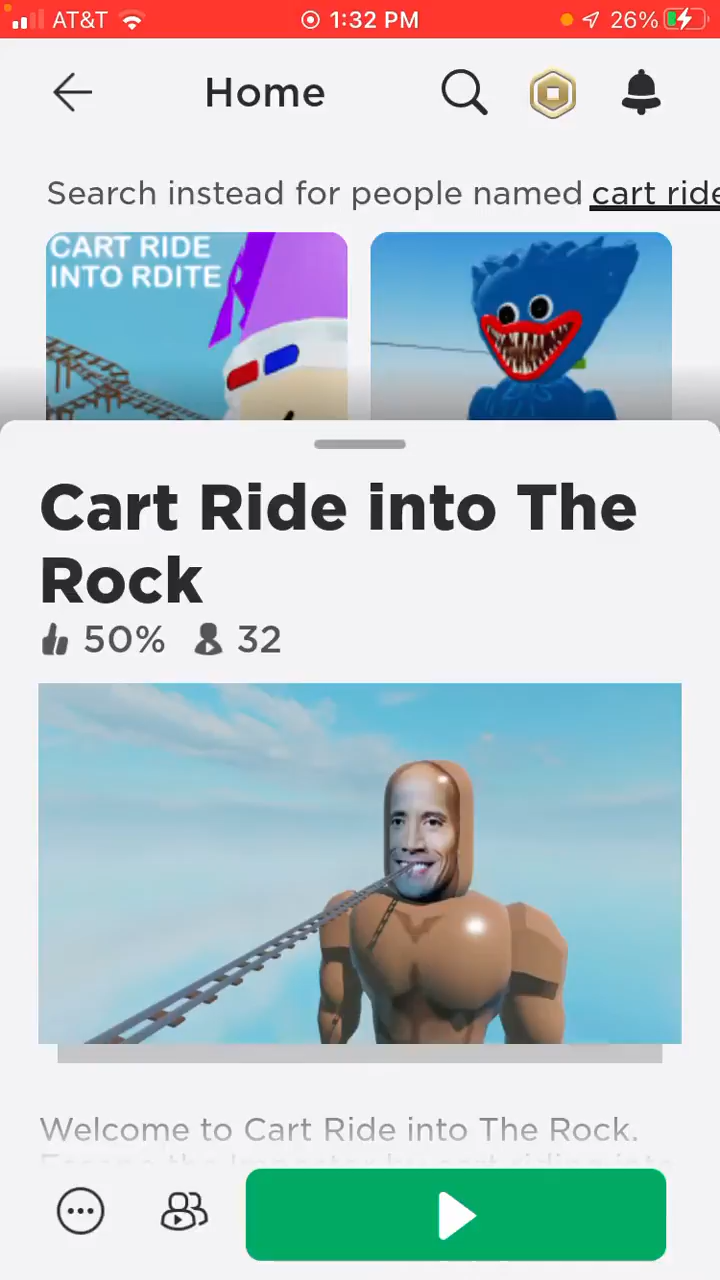 AT&T 1:32 PM 26%
Home
Search instead for people named cart ride
CART RIDE
INTO RDITE
Cart Ride into The
Rock
50% 32
Welcome to Cart Ride into The Rock.